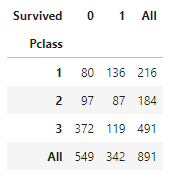 Survived 0 1 All
Pclass
1 80 136 216
2 97 87 184
3 372 119 491
All 549 342 891